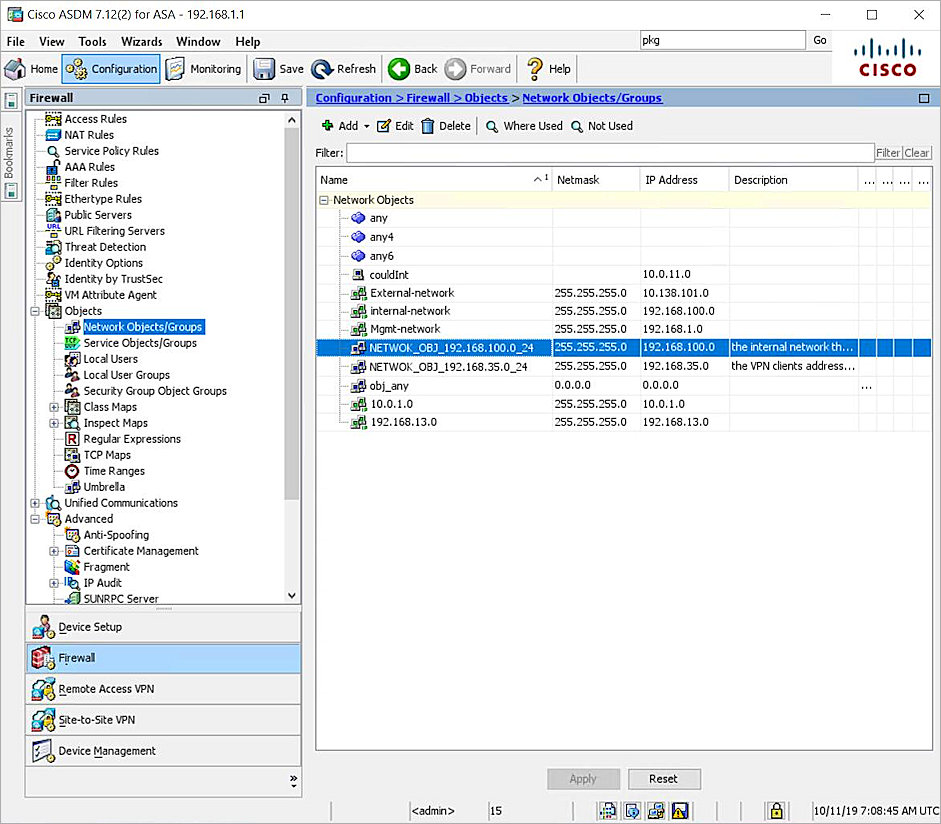 Cisco ASDM 7.12(2) for ASA - 192.168.1.1
File View Tools Wizards Window Help
pkg Go
CISCO
Home Configuration Monitoring Save Refresh Back Forward Help
Bookmarks
Firewall
Access Rules
NAT Rules
Service Policy Rules
AAA Rules
Filter Rules
Ethertype Rules
Public Servers
URL URL Filtering Servers
Threat Detection
Identity Options
Identity by TrustSec
VM Attribute Agent
Objects
Network Objects/Groups
TCP Service Objects/Groups
Local Users
Local User Groups
Security Group Object Groups
Class Maps
Inspect Maps
R Regular Expressions
TCP Maps
Time Ranges
Umbrella
Unified Communications
Advanced
Anti-Spoofing
Certificate Management
Fragment
IP Audit
SUNRPC Server
Device Setup
Firewall
Remote Access VPN
Site-to-Site VPN
Device Management
Configuration > Firewall > Objects > Network Objects/Groups
Add Edit Delete Where Used Not Used
Filter: Filter Clear
Name 1 Netmask IP Address Description ... ... ... ...
Network Objects
any
any4
any6
couldInt 10.0.11.0
External-network 255.255.255.0 10.138.101.0
internal-network 255.255.255.0 192.168.100.0
Mgmt-network 255.255.255.0 192.168.1.0
NETWOK_OBJ_192.168.100.0_24 255.255.255.0 192.168.100.0 the internal network th...
NETWOK_OBJ_192.168.35.0_24 255.255.255.0 192.168.35.0 the VPN clients address...
obj_any 0.0.0.0 0.0.0.0 ...
10.0.1.0 255.255.255.0 10.0.1.0
192.168.13.0 255.255.255.0 192.168.13.0
Apply Reset
<admin> 15 10/11/19 7:08:45 AM UTC